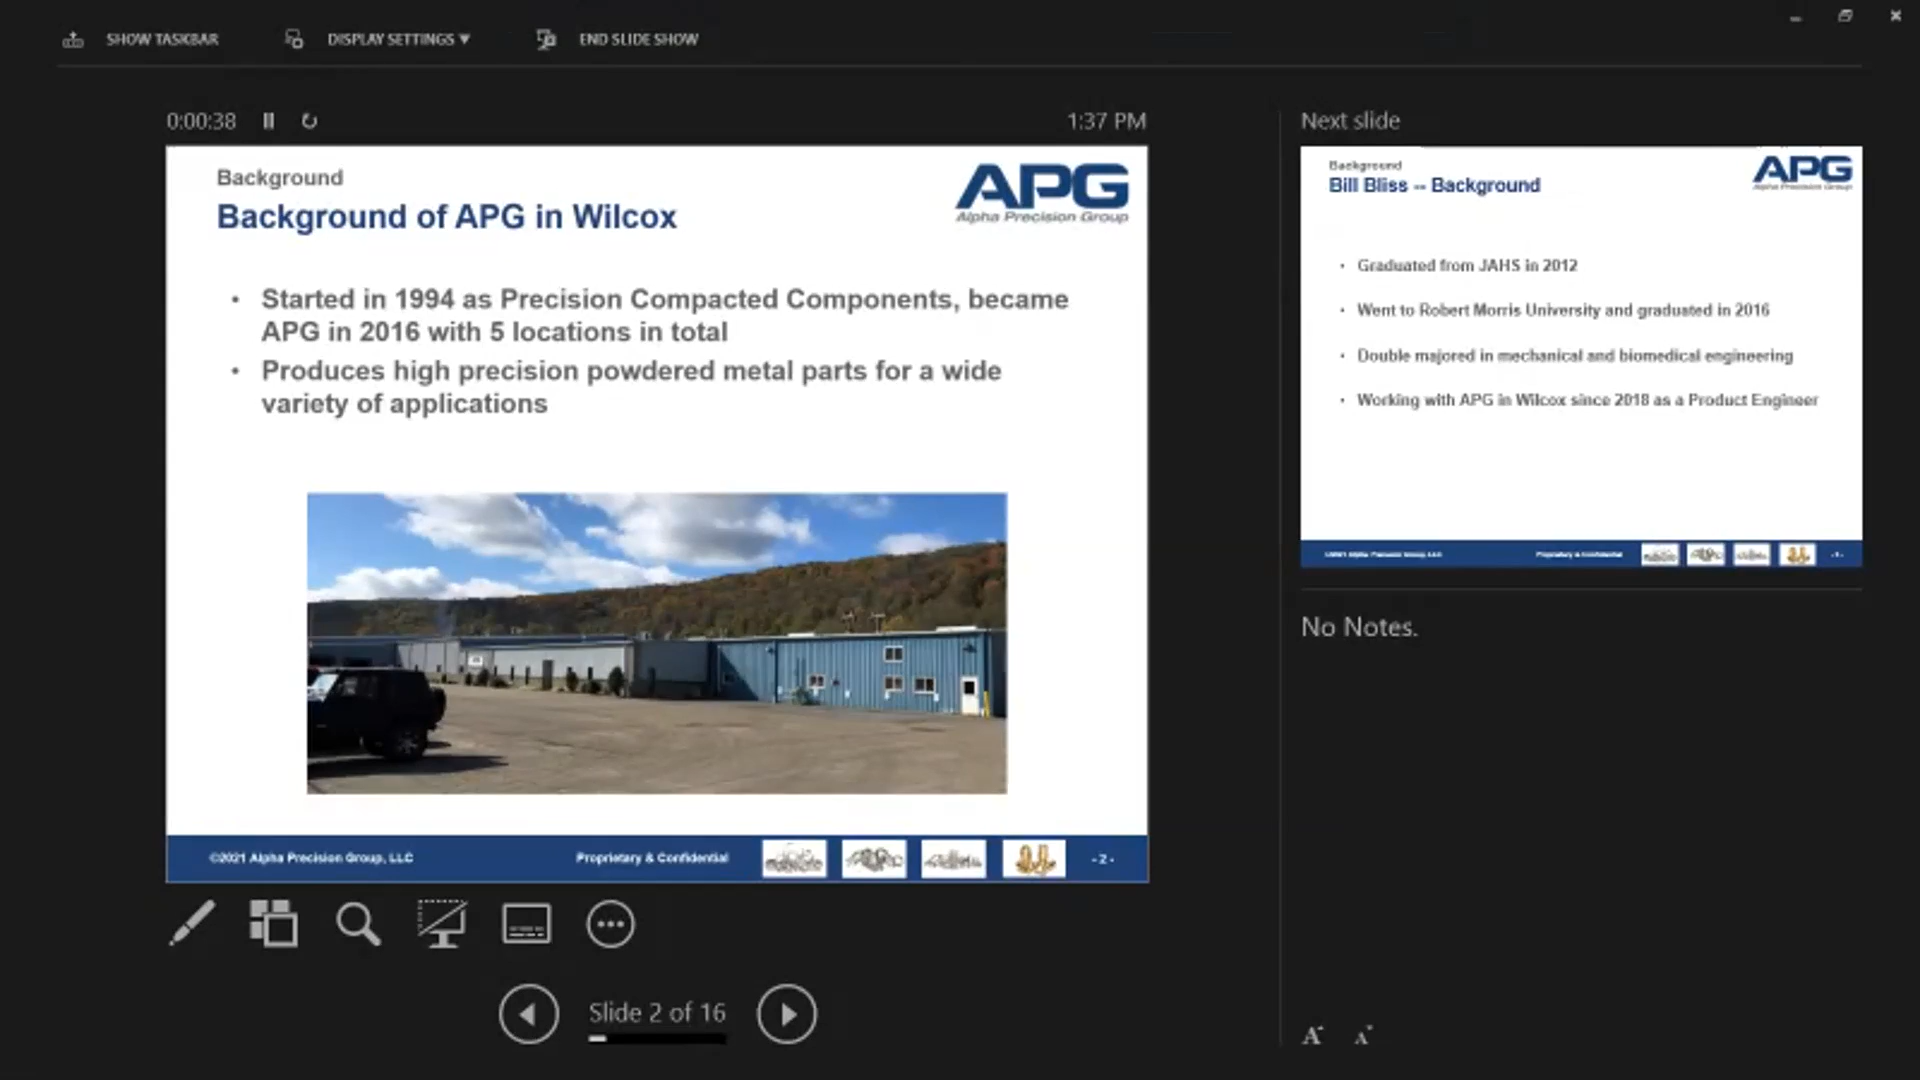 SHOW TASKBAR
DISPLAY SETTINGS ▼
END SLIDE SHOW
0:00:38
1:37 PM
Background
Background of APG in Wilcox
APG
Alpha Precision Group
• Started in 1994 as Precision Compacted Components, became
APG in 2016 with 5 locations in total
• Produces high precision powdered metal parts for a wide
variety of applications
©2021 Alpha Precision Group, LLC
Proprietary & Confidential
- 2 -
Slide 2 of 16
Next slide
Background
Bill Bliss -- Background
APG
Alpha Precision Group
• Graduated from JAHS in 2012
• Went to Robert Morris University and graduated in 2016
• Double majored in mechanical and biomedical engineering
• Working with APG in Wilcox since 2018 as a Product Engineer
©2021 Alpha Precision Group, LLC
Proprietary & Confidential
No Notes.
A A